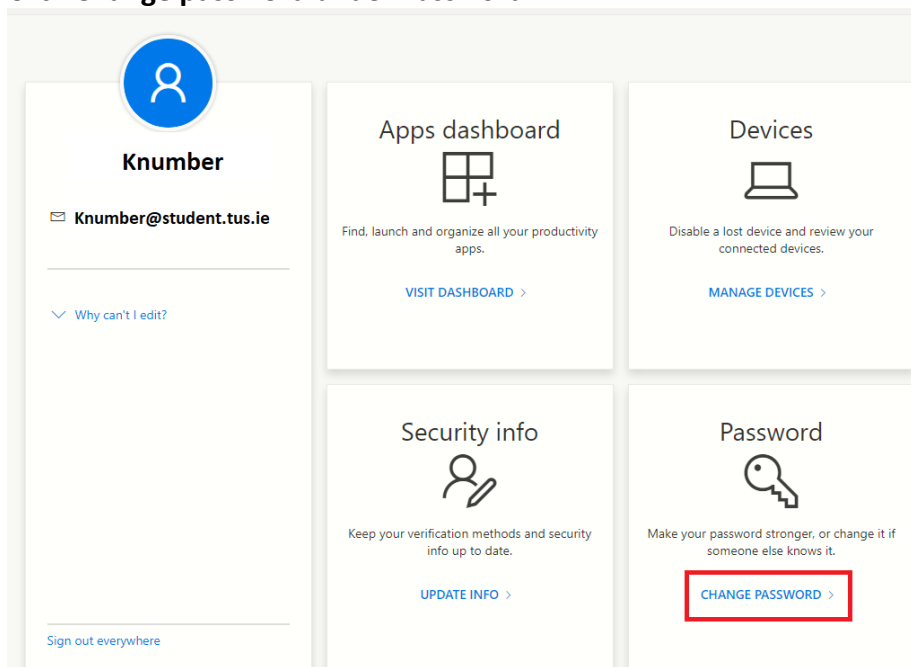 password under Password
Knumber
Knumber@student.tus.ie
Why can't I edit?
Sign out everywhere
Apps dashboard
Find, launch and organize all your productivity
apps.
VISIT DASHBOARD >
Devices
Disable a lost device and review your
connected devices.
MANAGE DEVICES >
Security info
Keep your verification methods and security
info up to date.
UPDATE INFO >
Password
Make your password stronger, or change it if
someone else knows it.
CHANGE PASSWORD >